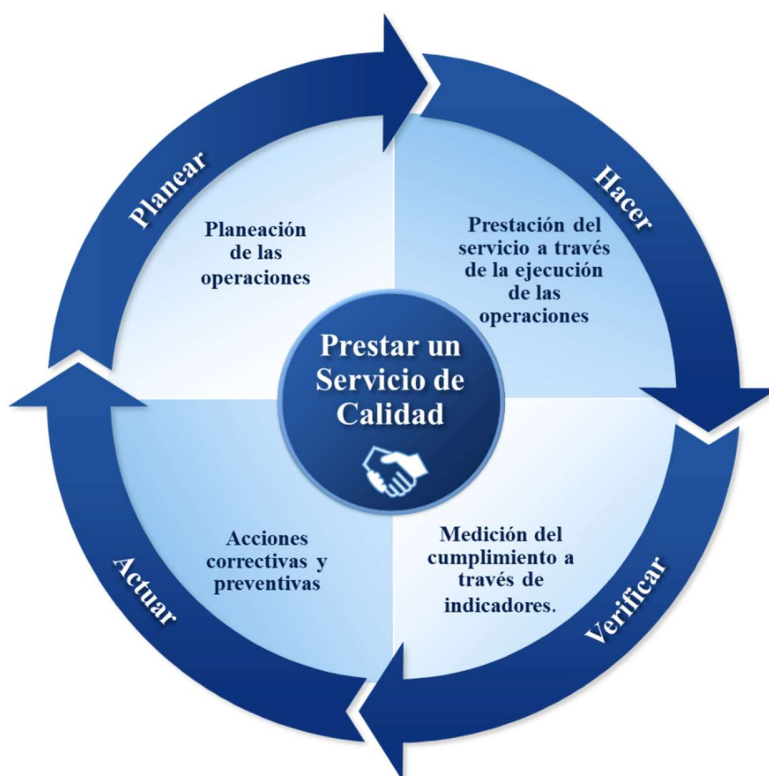 Planear
Planeación
de las
operaciones
Hacer
Prestación del
servicio a través
de la ejecución
de las
operaciones
Prestar un
Servicio de
Calidad
Verificar
Medición del
cumplimiento a
través de
indicadores.
Actuar
Acciones
correctivas y
preventivas